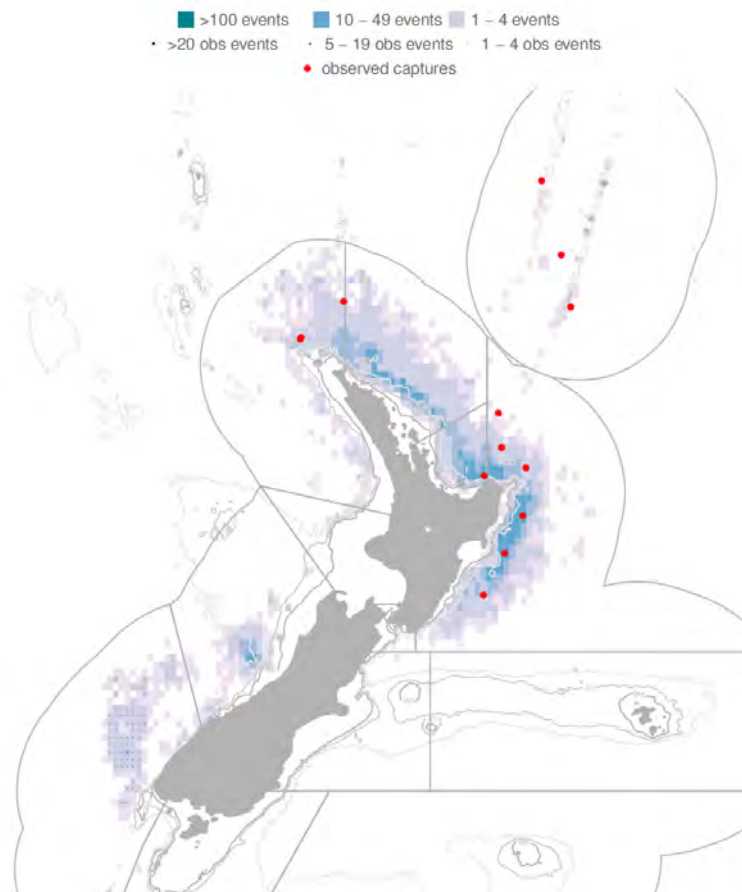 >100 events 10 – 49 events 1 – 4 events
>20 obs events 5 – 19 obs events 1 – 4 obs events
observed captures